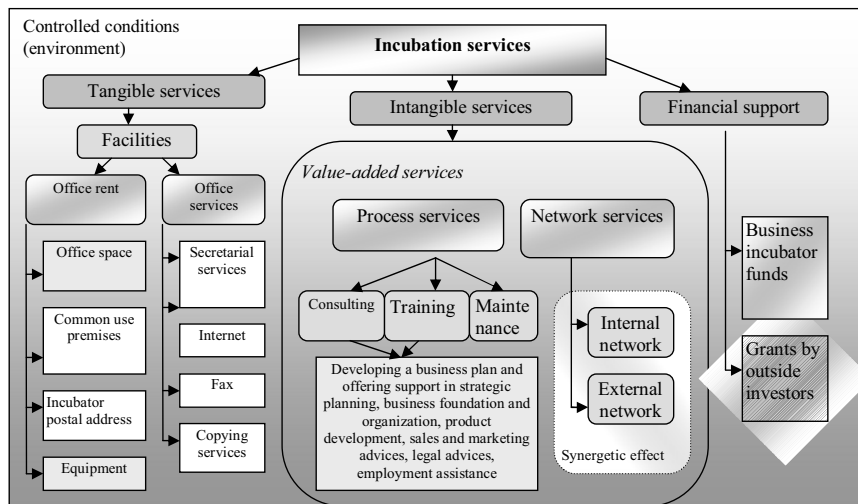 Controlled conditions
(environment)
Incubation services
Tangible services
Intangible services
Financial support
Facilities
Office rent
Office
services
Office space
Common use
premises
Incubator
postal address
Equipment
Secretarial
services
Internet
Fax
Copying
services
Value-added services
Process services
Network services
Consulting
Training
Mainte
nance
Developing a business plan and
offering support in strategic
planning, business foundation and
organization, product
development, sales and marketing
advices, legal advices,
employment assistance
Internal
network
External
network
Synergetic effect
Business
incubator
funds
Grants by
outside
investors